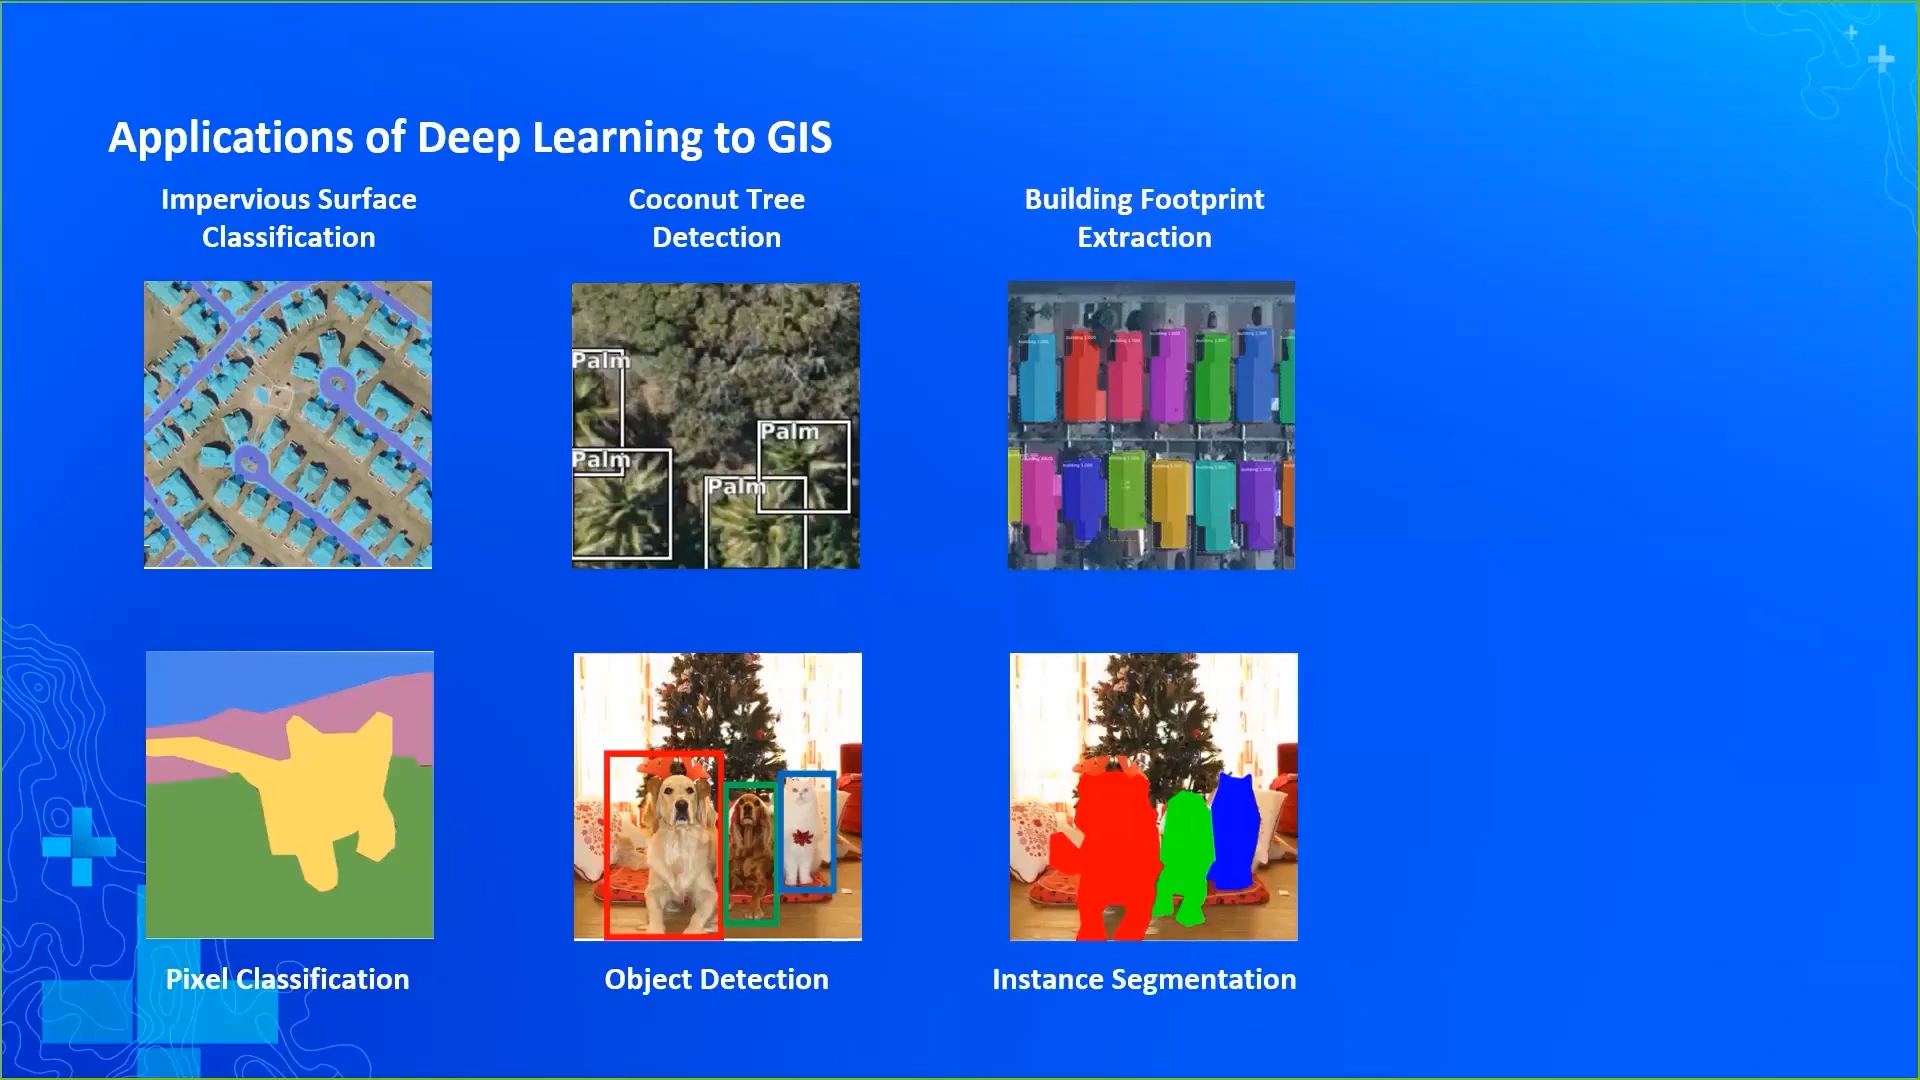 Applications of Deep Learning to GIS
Impervious Surface
Classification
Coconut Tree
Detection
Building Footprint
Extraction
Palm
Palm
Palm
Palm
Pixel Classification
Object Detection
Instance Segmentation